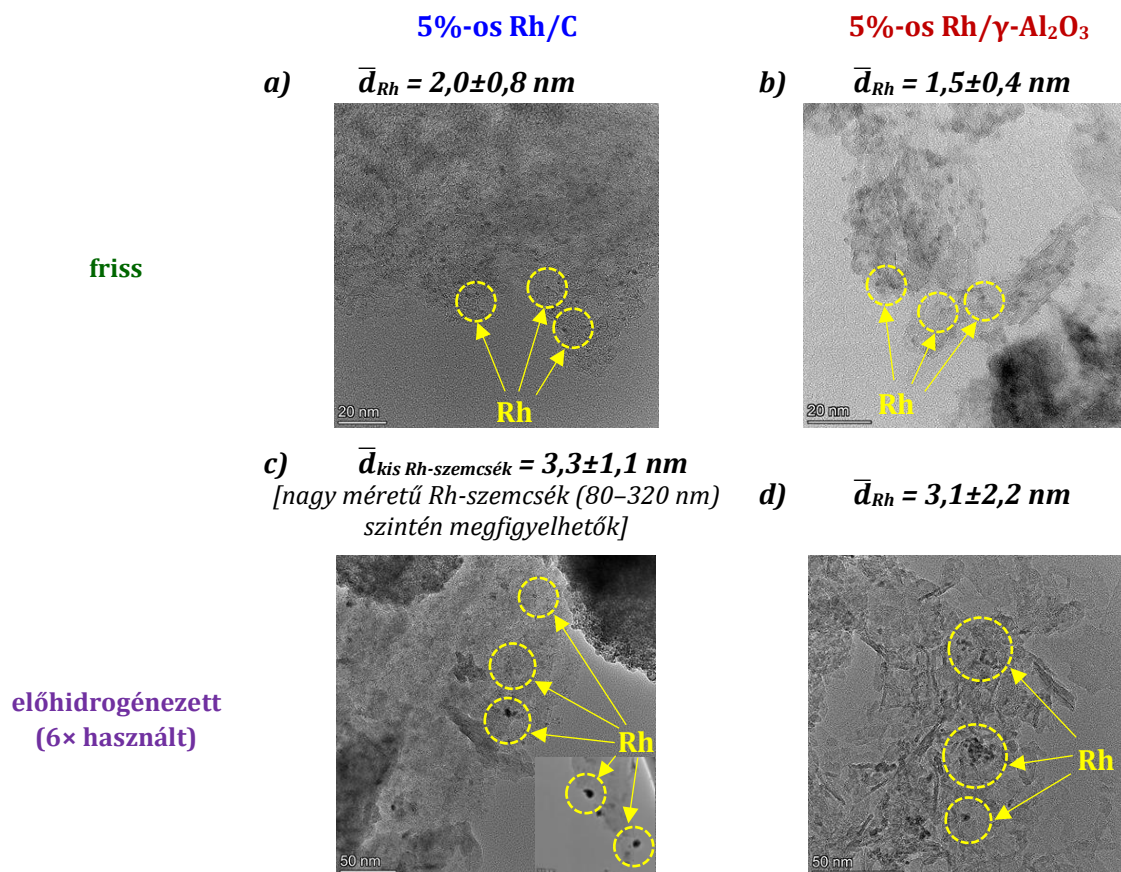 5%-os Rh/C
5%-os Rh/γ-Al₂O₃
a) d̅Rh = 2,0±0,8 nm
b) d̅Rh = 1,5±0,4 nm
friss
Rh
20 nm
Rh
20 nm
c) d̅kis Rh-szemcsék = 3,3±1,1 nm
[nagy méretű Rh-szemcsék (80–320 nm)
szintén megfigyelhetők]
d) d̅Rh = 3,1±2,2 nm
előhidrogénezett
(6× használt)
Rh
50 nm
Rh
50 nm